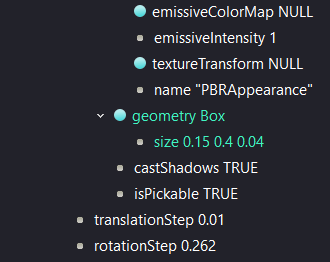 emissiveColorMap NULL
emissiveIntensity 1
textureTransform NULL
name "PBRAppearance"
geometry Box
size 0.15 0.4 0.04
castShadows TRUE
isPickable TRUE
translationStep 0.01
rotationStep 0.262